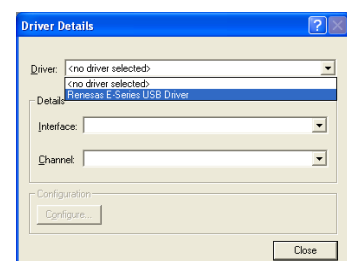 Driver Details
Driver: <no driver selected>
<no driver selected>
Renesas E-Series USB Driver
Details
Interface:
Channel:
Configuration
Configure...
Close